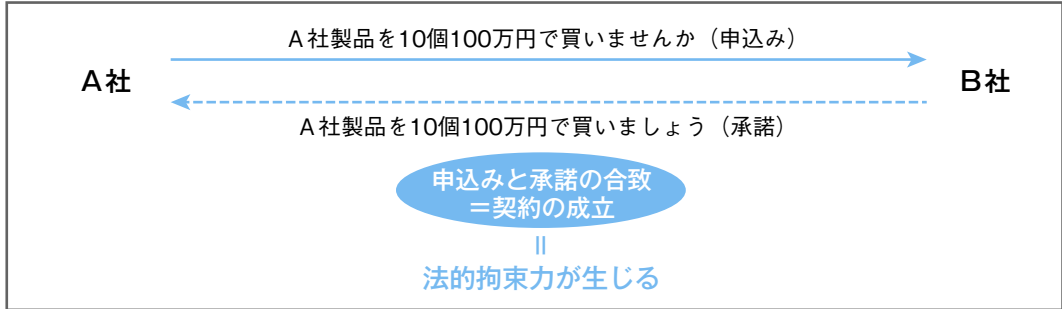 A社製品を10個100万円で買いませんか（申込み）
A社
B社
A社製品を10個100万円で買いましょう（承諾）
申込みと承諾の合致
＝契約の成立
＝
法的拘束力が生じる